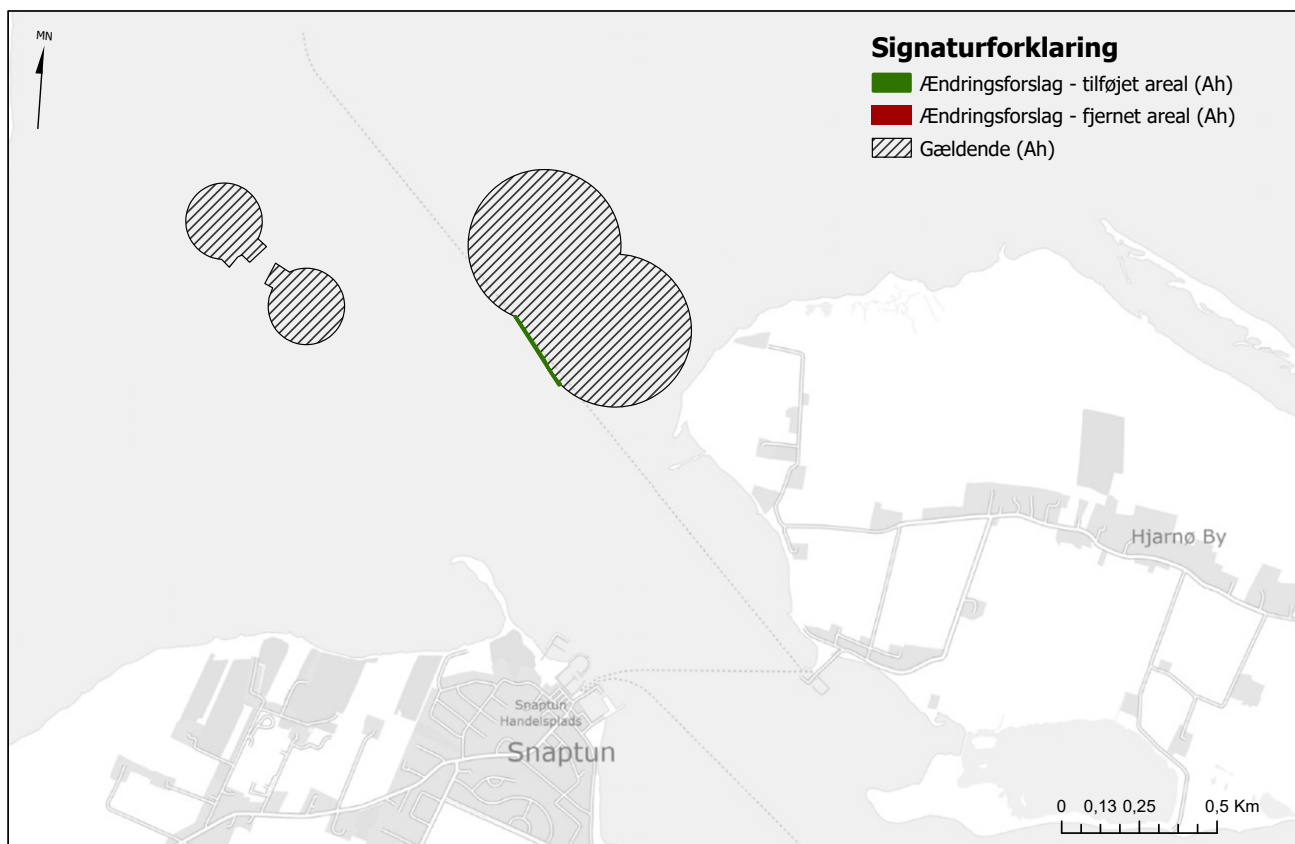 MN
Signaturforklaring
Ændringsforslag - tilføjet areal (Ah)
Ændringsforslag - fjernet areal (Ah)
Gældende (Ah)
Hjarnø By
Snaptun
Handelsplads
Snaptun
0 0,13 0,25 0,5 Km